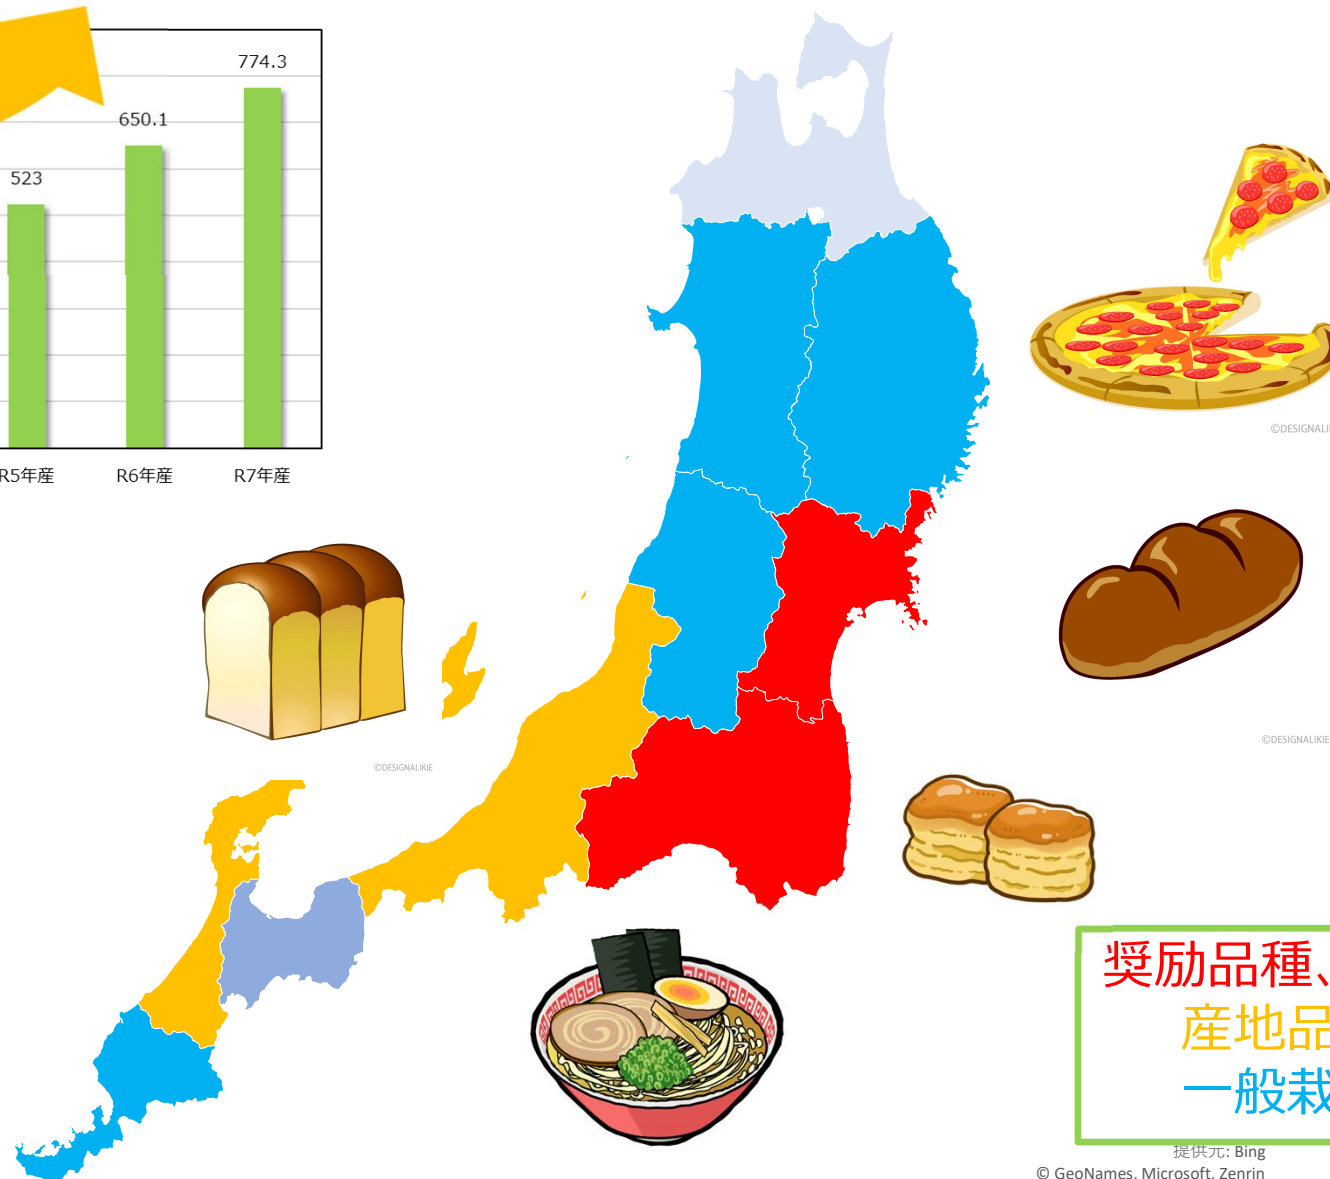 774.3
650.1
523
R5年産
R6年産
R7年産
©DESIGNALIKIE
©DESIGNALIKIE
©DESIGNALIKIE
奨励品種、
産地品
一般栽
提供元: Bing
© GeoNames, Microsoft, Zenrin